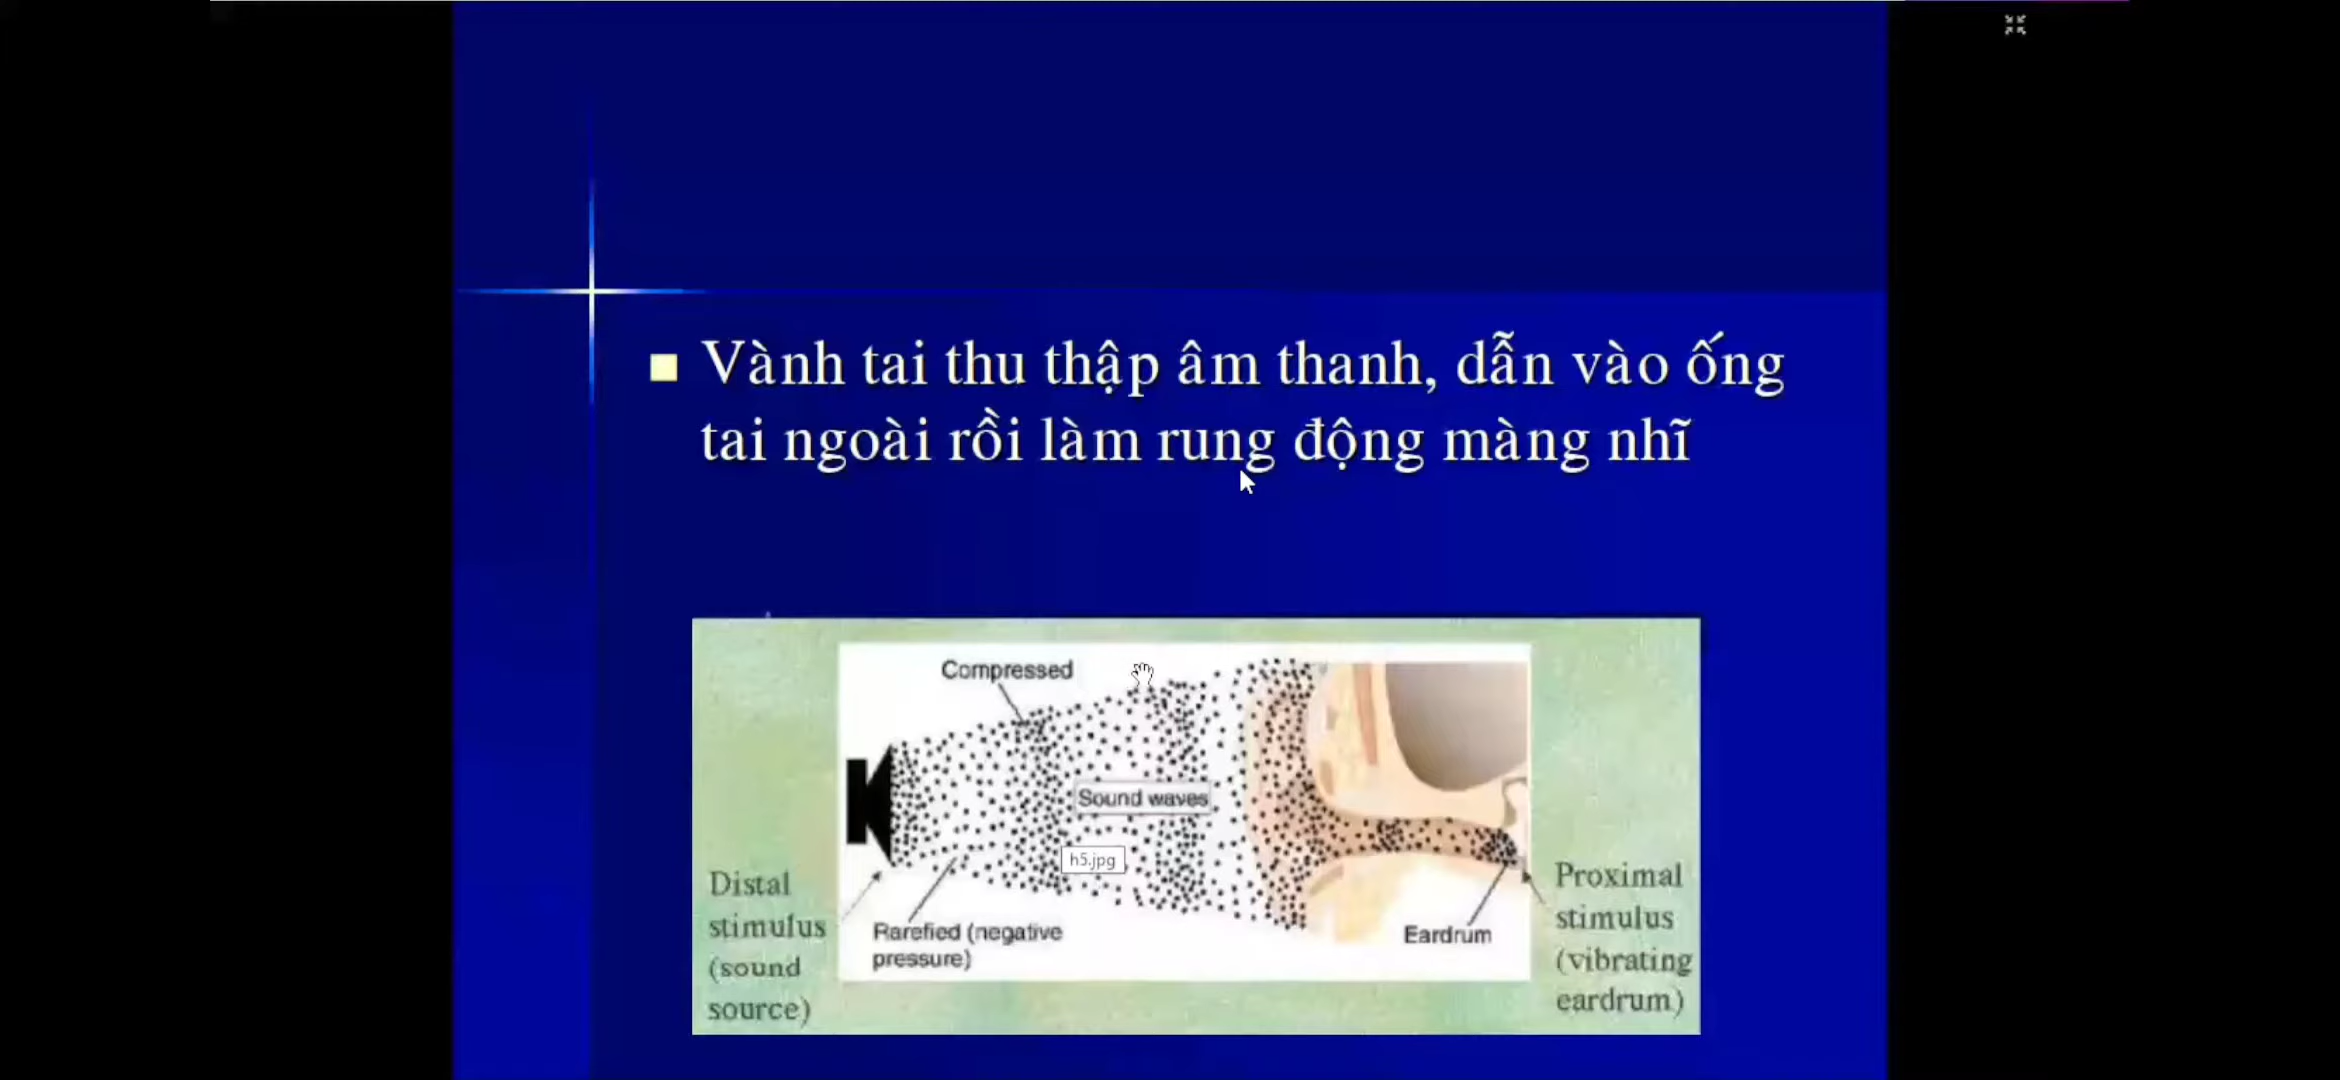 Vành tai thu thập âm thanh, dẫn vào ống
tai ngoài rồi làm rung động màng nhĩ
Compressed
Sound waves
h5.jpg
Distal
stimulus
(sound
source)
Rarefied (negative
pressure)
Eardrum
Proximal
stimulus
(vibrating
eardrum)